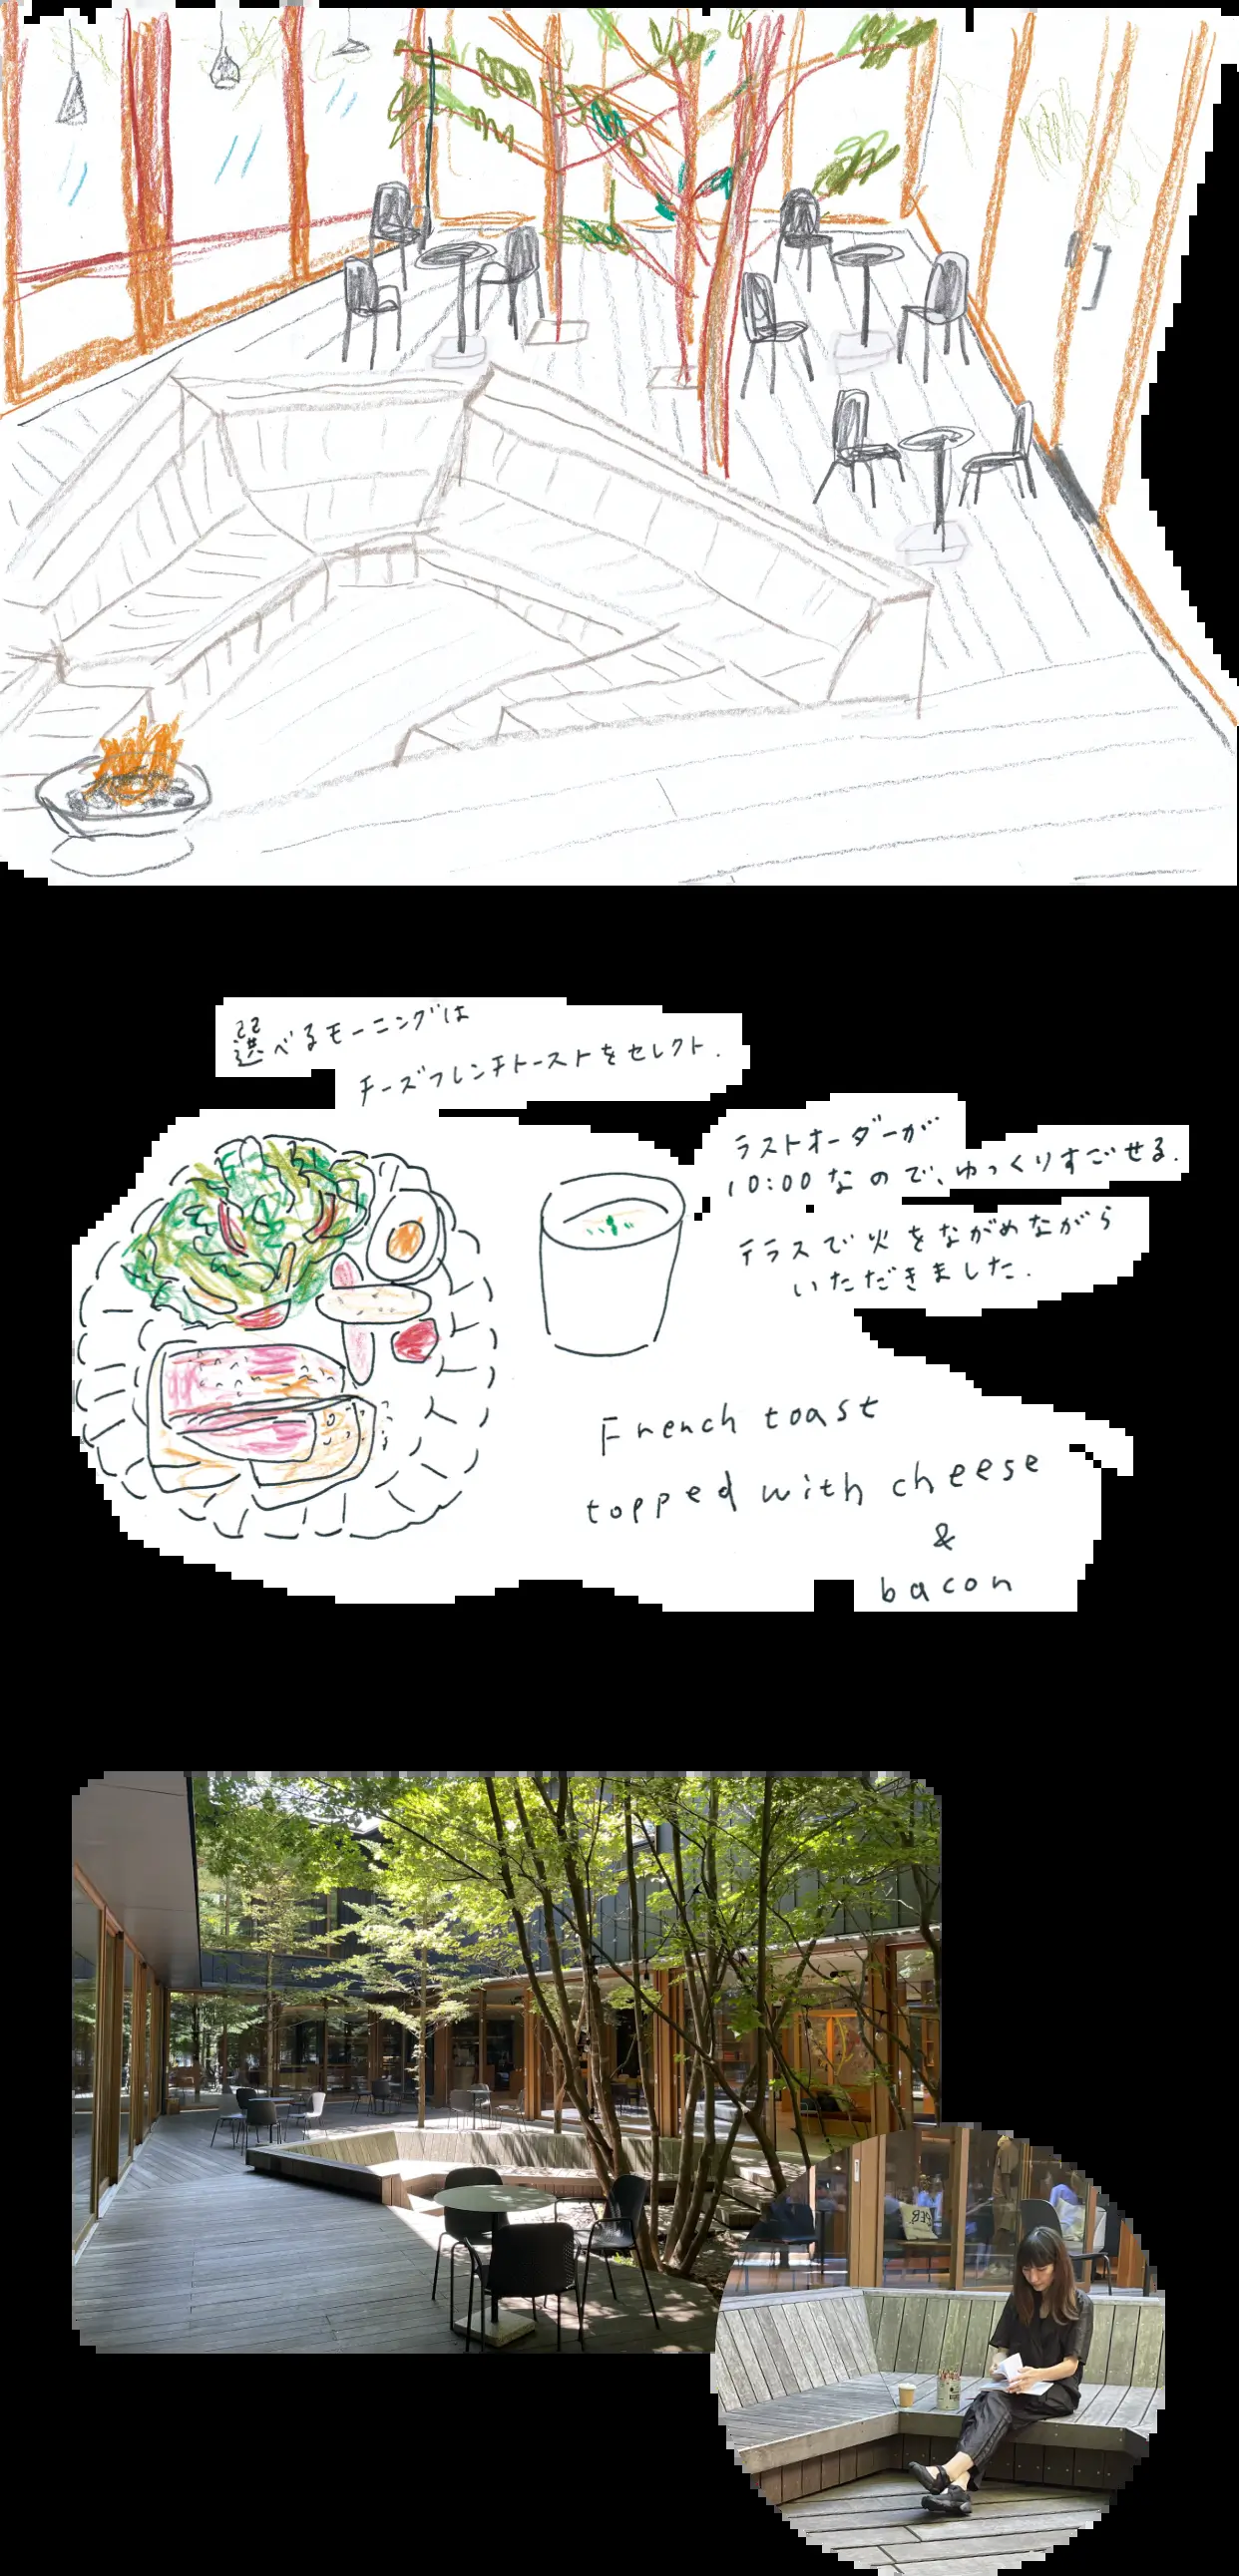 選べるモーニングは
チーズフレンチトーストをセレクト.
ラストオーダーが
10:00なので、ゆっくりすごせる.
テラスで火をながめながら
いただきました.
French toast
topped with cheese
&
bacon